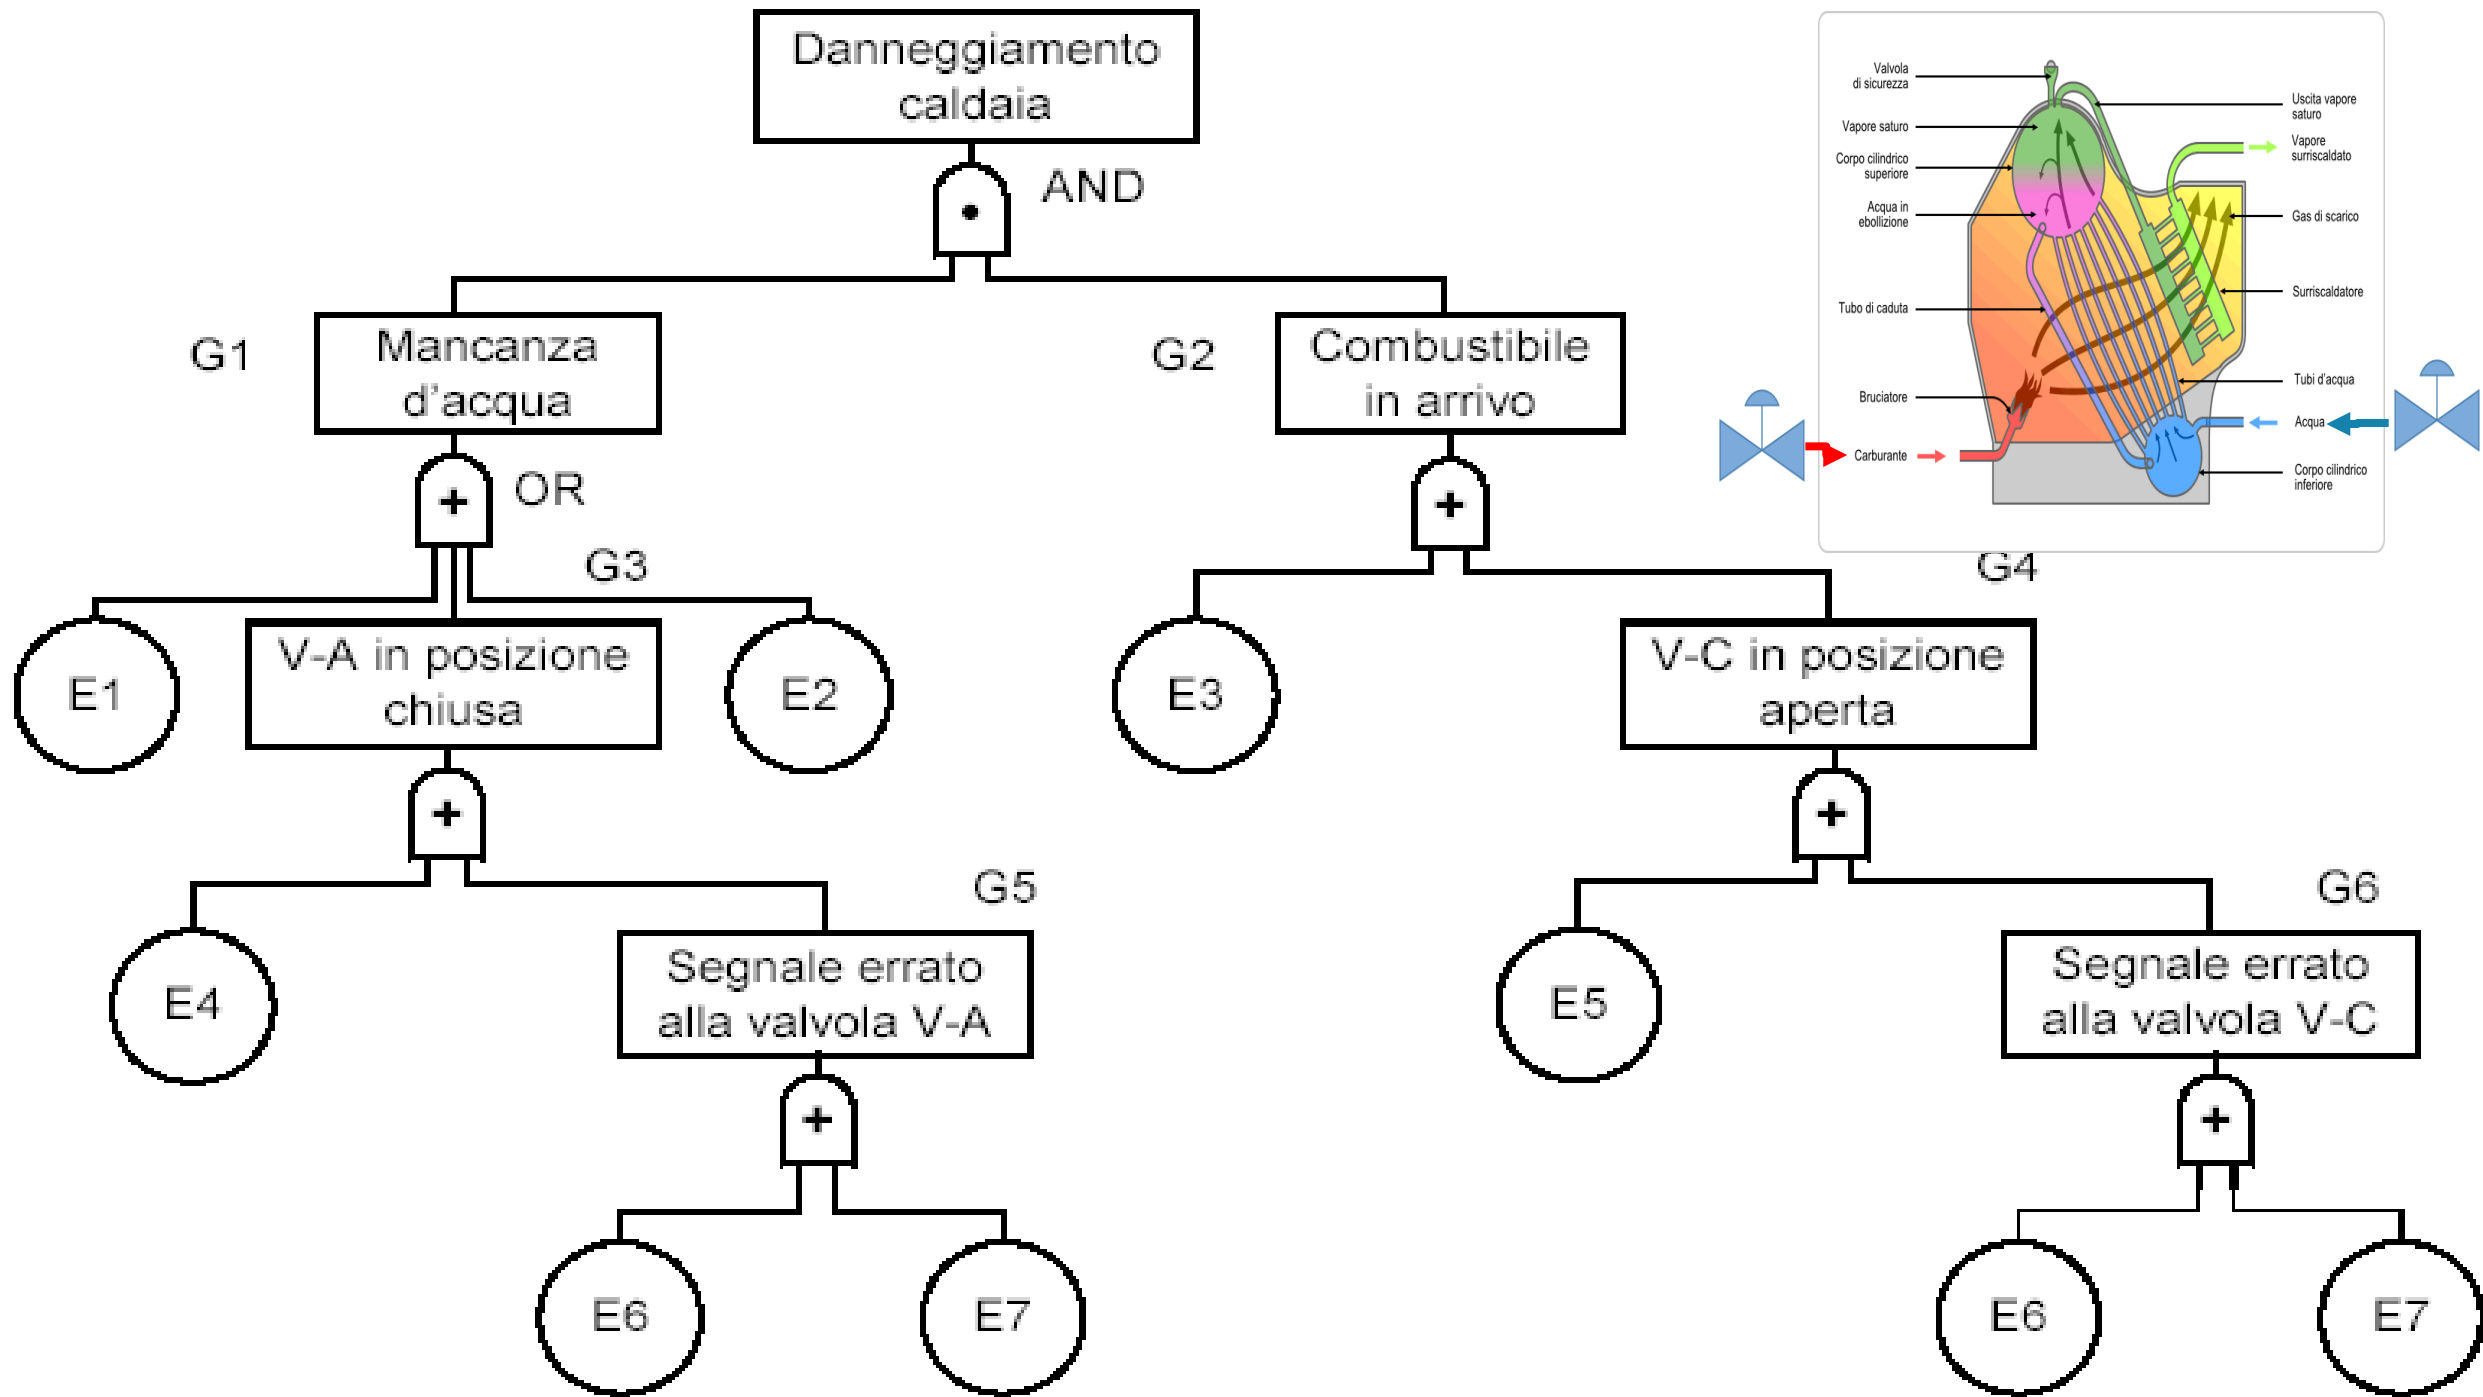 Danneggiamento
caldaia
AND
G1
Mancanza
d'acqua
G2
Combustibile
in arrivo
OR
G3
G4
E1
V-A in posizione
chiusa
E2
E3
V-C in posizione
aperta
E4
G5
Segnale errato
alla valvola V-A
E5
G6
Segnale errato
alla valvola V-C
E6
E7
E6
E7
Valvola
di sicurezza
Vapore saturo
Corpo cilindrico
superiore
Acqua in
ebollizione
Tubo di caduta
Bruciatore
Carburante
Uscita vapore
saturo
Vapore
surriscaldato
Gas di scarico
Surriscaldatore
Tubi d'acqua
Acqua
Corpo cilindrico
inferiore
+
+
+
+
+
+